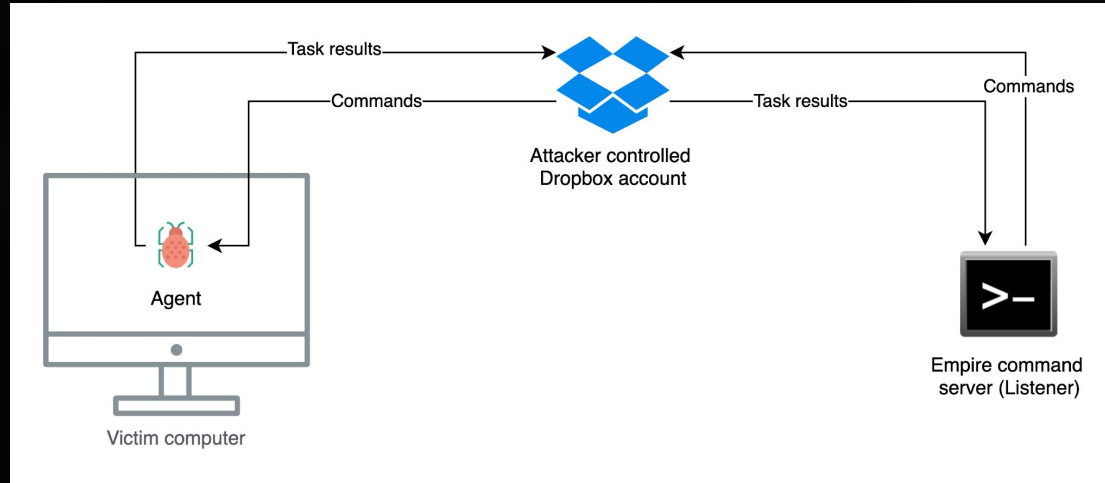 Task results
Commands
Commands
Task results
Attacker controlled
Dropbox account
>–
Agent
Empire command
server (Listener)
Victim computer